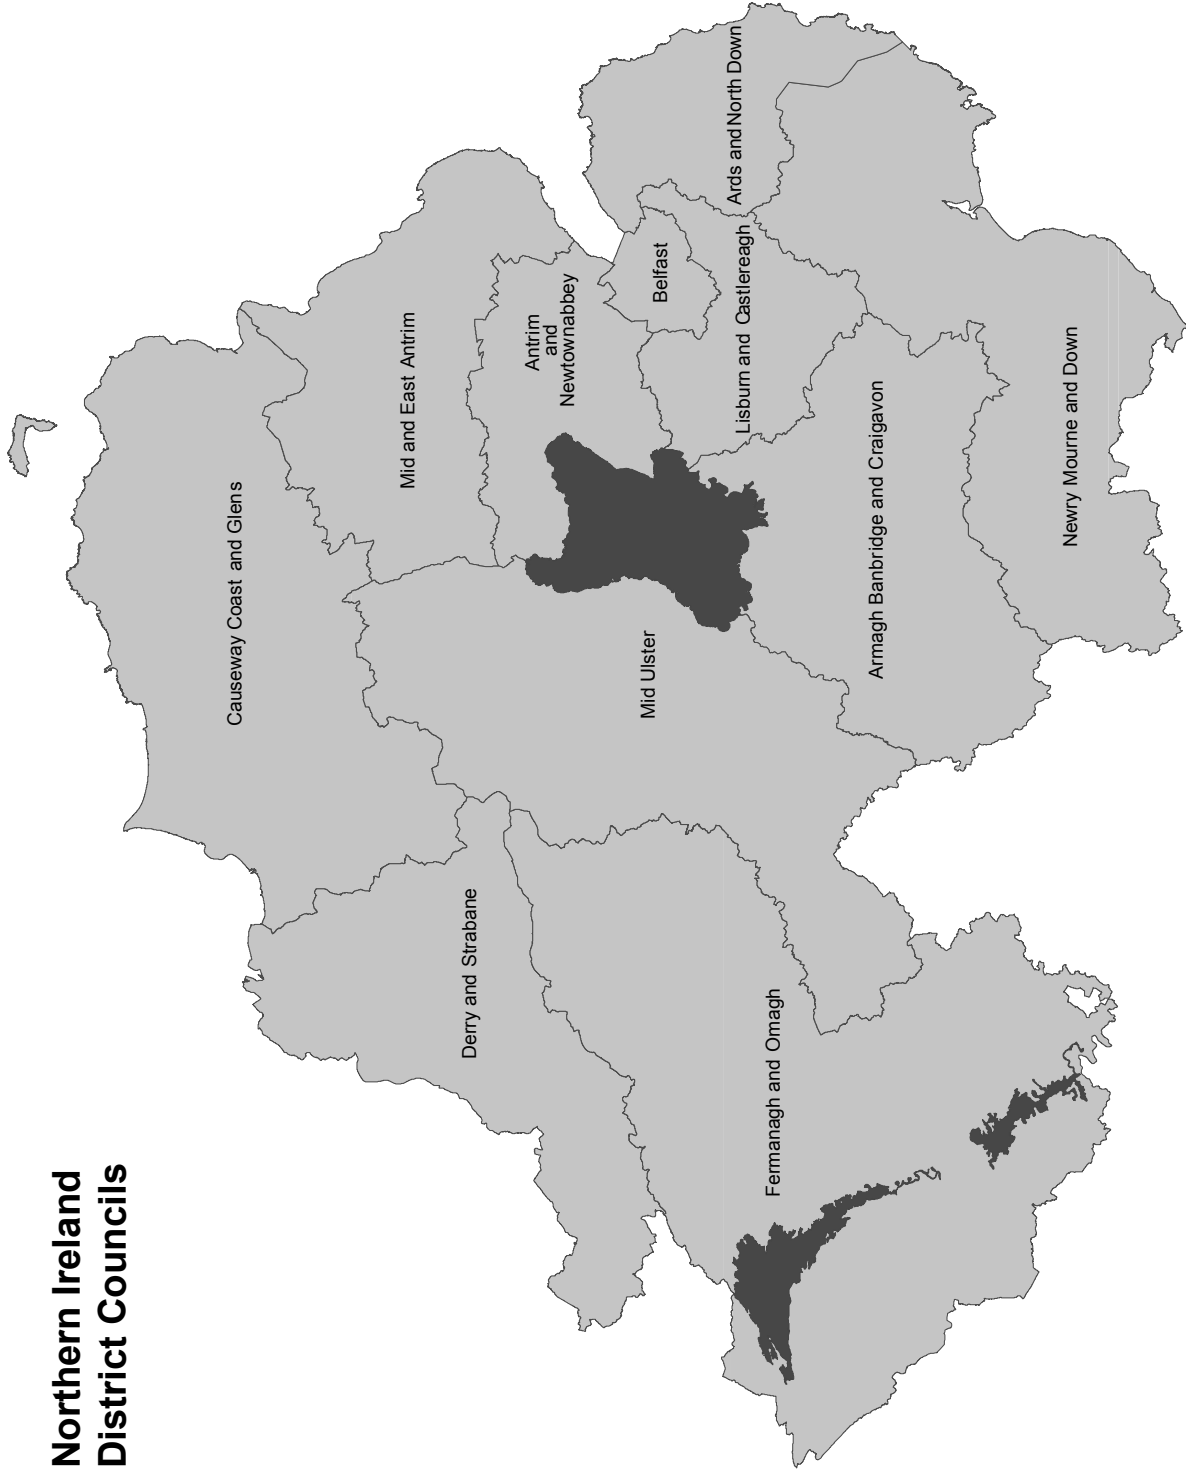 Northern Ireland
District Councils
Causeway Coast and Glens
Mid and East Antrim
Derry and Strabane
Antrim
and
Newtownabbey
Mid Ulster
Belfast
Ards and North Down
Lisburn and Castlereagh
Fermanagh and Omagh
Armagh Banbridge and Craigavon
Newry Mourne and Down